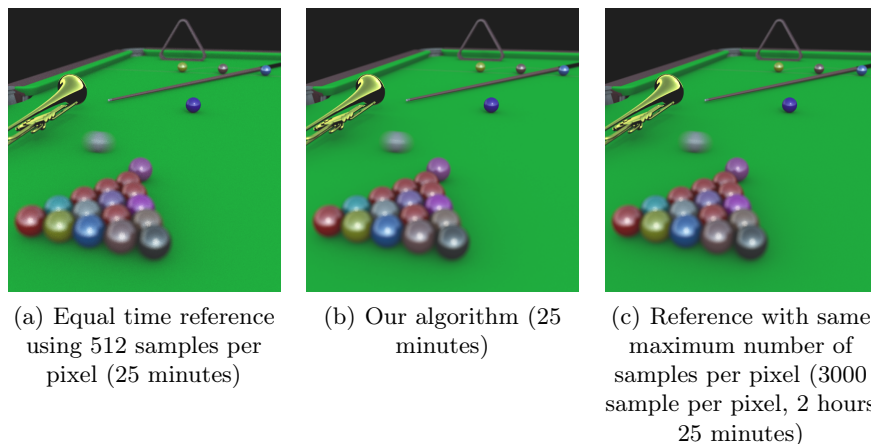 (a) Equal time reference
using 512 samples per
pixel (25 minutes)
(b) Our algorithm (25
minutes)
(c) Reference with same
maximum number of
samples per pixel (3000
sample per pixel, 2 hours
25 minutes)